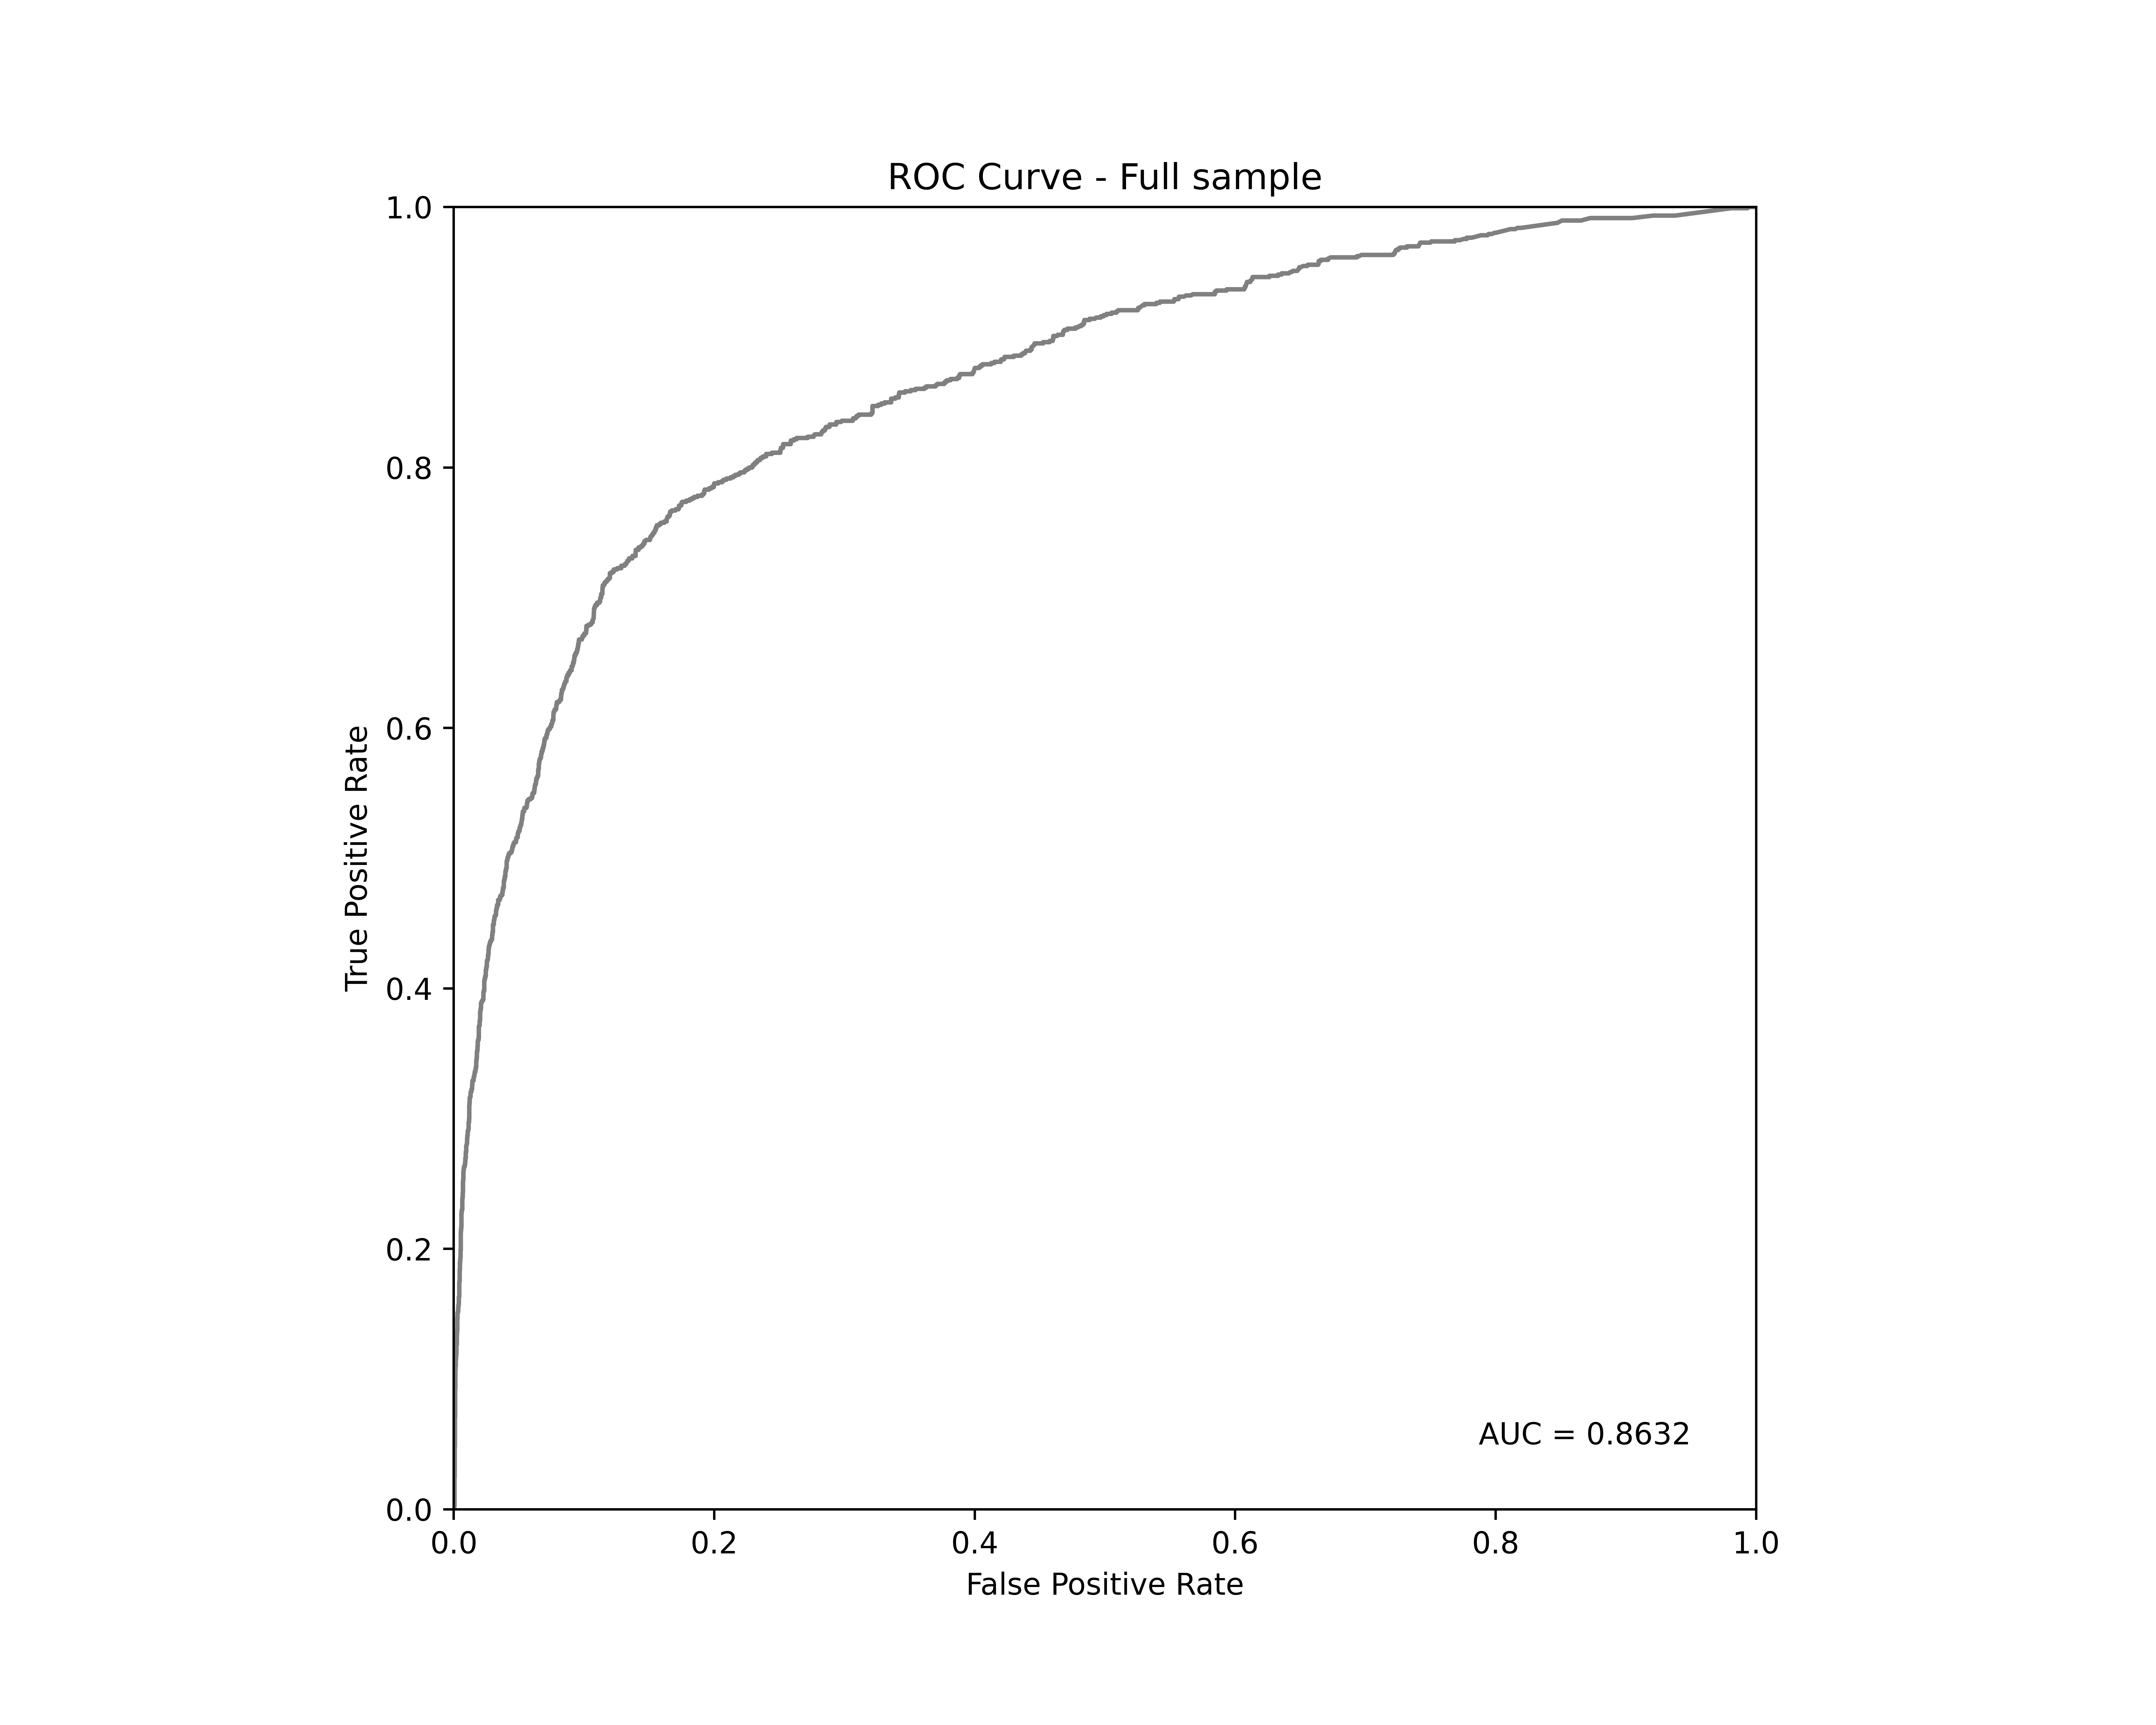 ROC Curve - Full sample
1.0
0.8
0.6
0.4
0.2
0.0
True Positive Rate
AUC = 0.8632
0.0 0.2 0.4 0.6 0.8 1.0
False Positive Rate